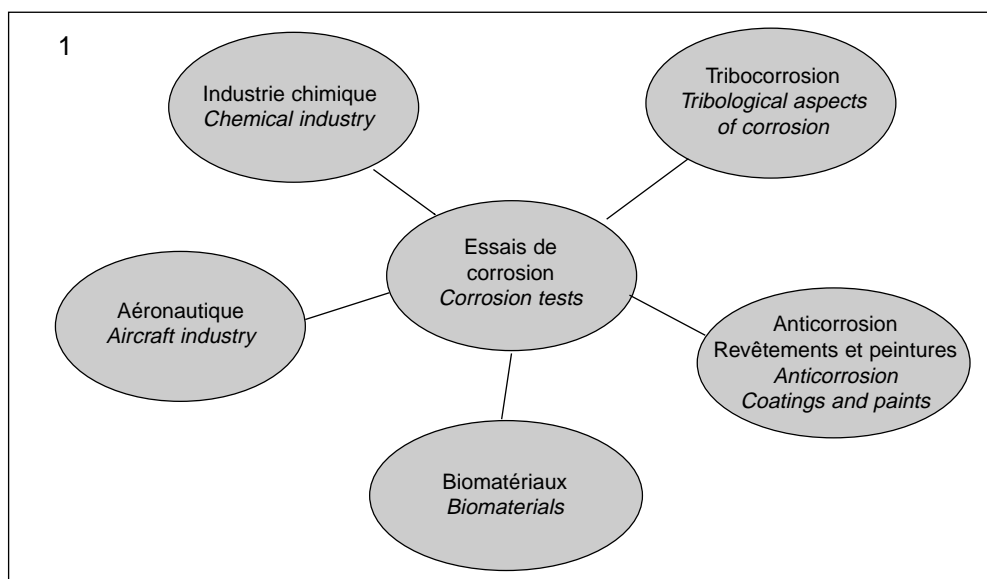 1
Industrie chimique
Chemical industry
Tribocorrosion
Tribological aspects
of corrosion
Essais de
corrosion
Corrosion tests
Aéronautique
Aircraft industry
Anticorrosion
Revêtements et peintures
Anticorrosion
Coatings and paints
Biomatériaux
Biomaterials